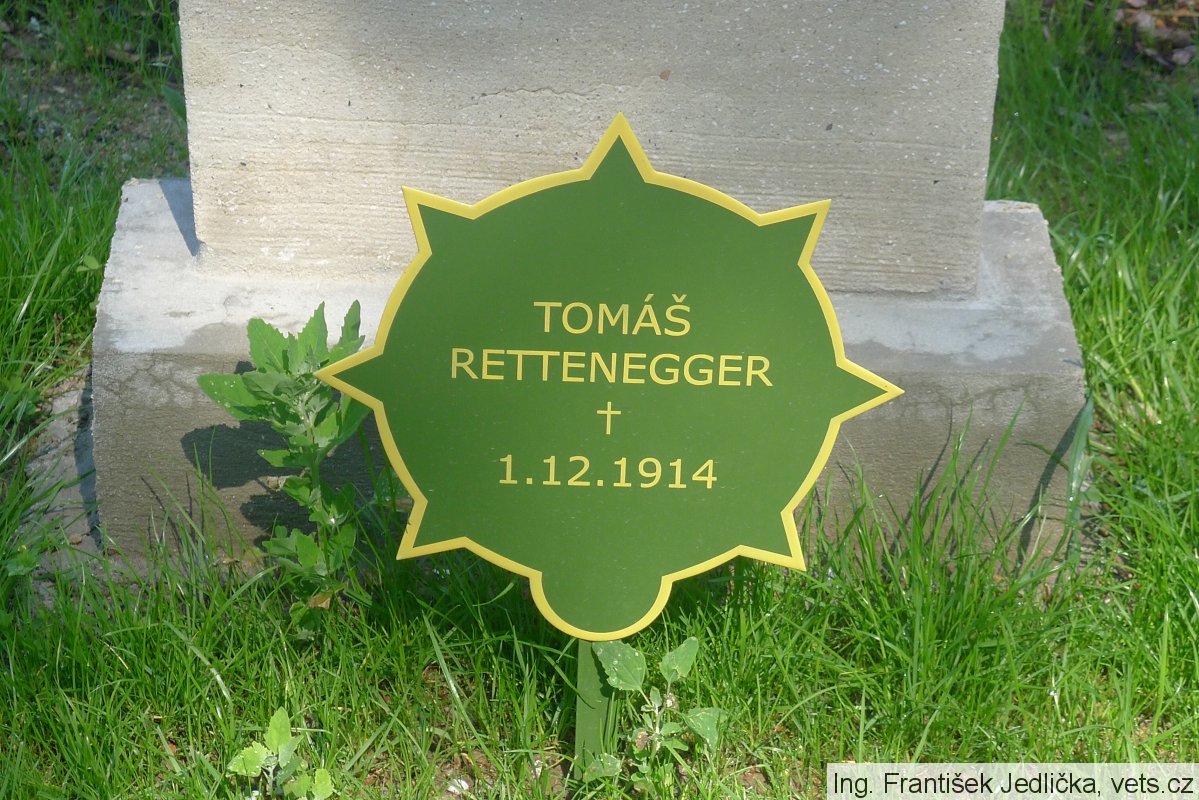 TOMÁŠ
RETTENEGGER
†
1.12.1914
Ing. František Jedlička, vets.cz